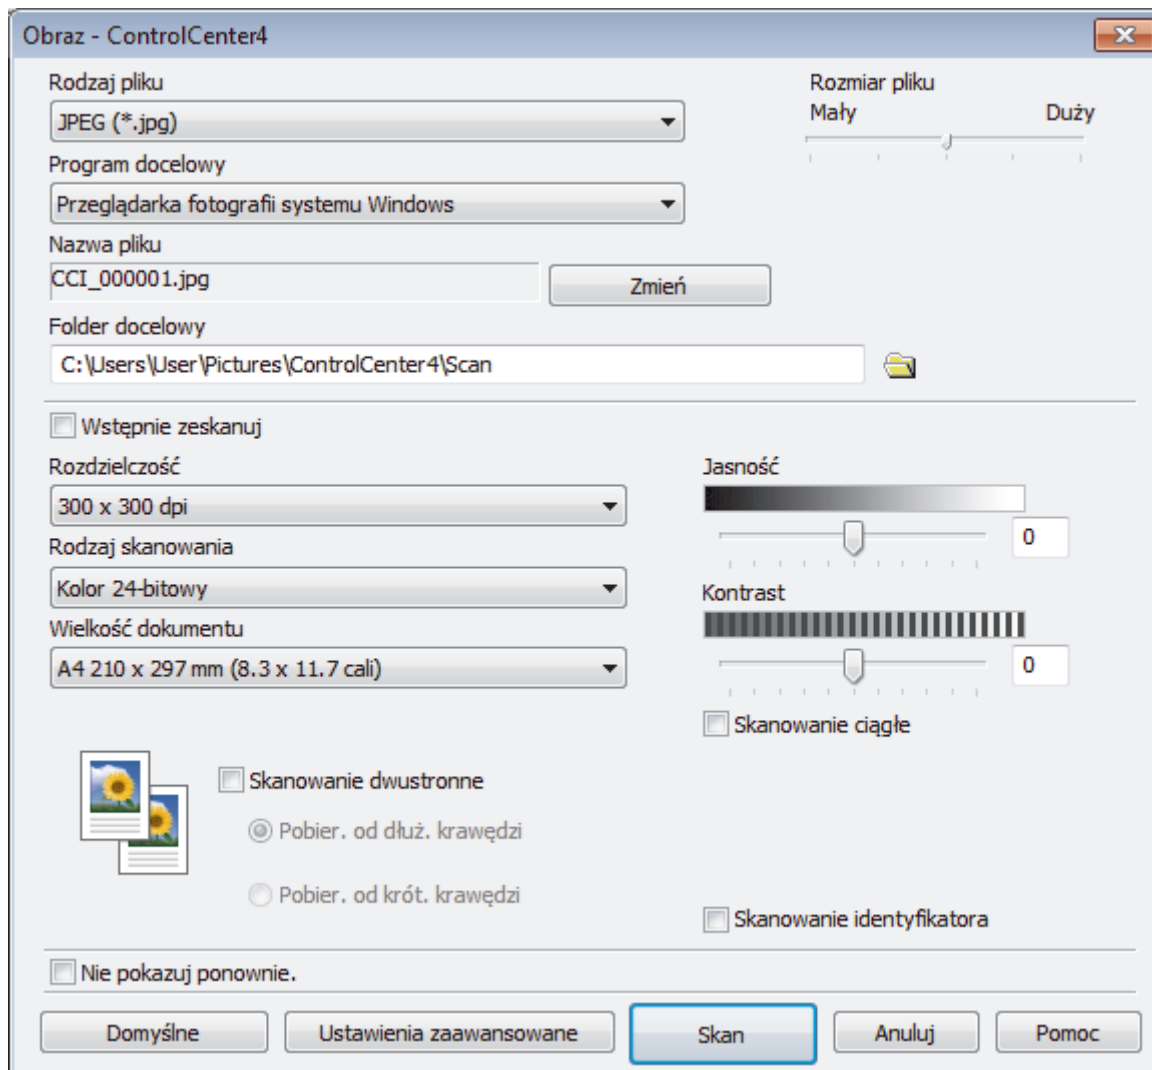 Obraz - ControlCenter4
Rodzaj pliku
JPEG (*.jpg)
Rozmiar pliku
Mały Duży
Program docelowy
Przeglądarka fotografii systemu Windows
Nazwa pliku
CCI_000001.jpg
Zmień
Folder docelowy
C:\Users\User\Pictures\ControlCenter4\Scan
Wstępnie zeskanuj
Rozdzielczość
300 x 300 dpi
Rodzaj skanowania
Kolor 24-bitowy
Wielkość dokumentu
A4 210 x 297 mm (8.3 x 11.7 cali)
Jasność
0
Kontrast
0
Skanowanie ciągłe
Skanowanie dwustronne
Pobier. od dłuż. krawędzi
Pobier. od krót. krawędzi
Skanowanie identyfikatora
Nie pokazuj ponownie.
Domyślne Ustawienia zaawansowane Skan Anuluj Pomoc